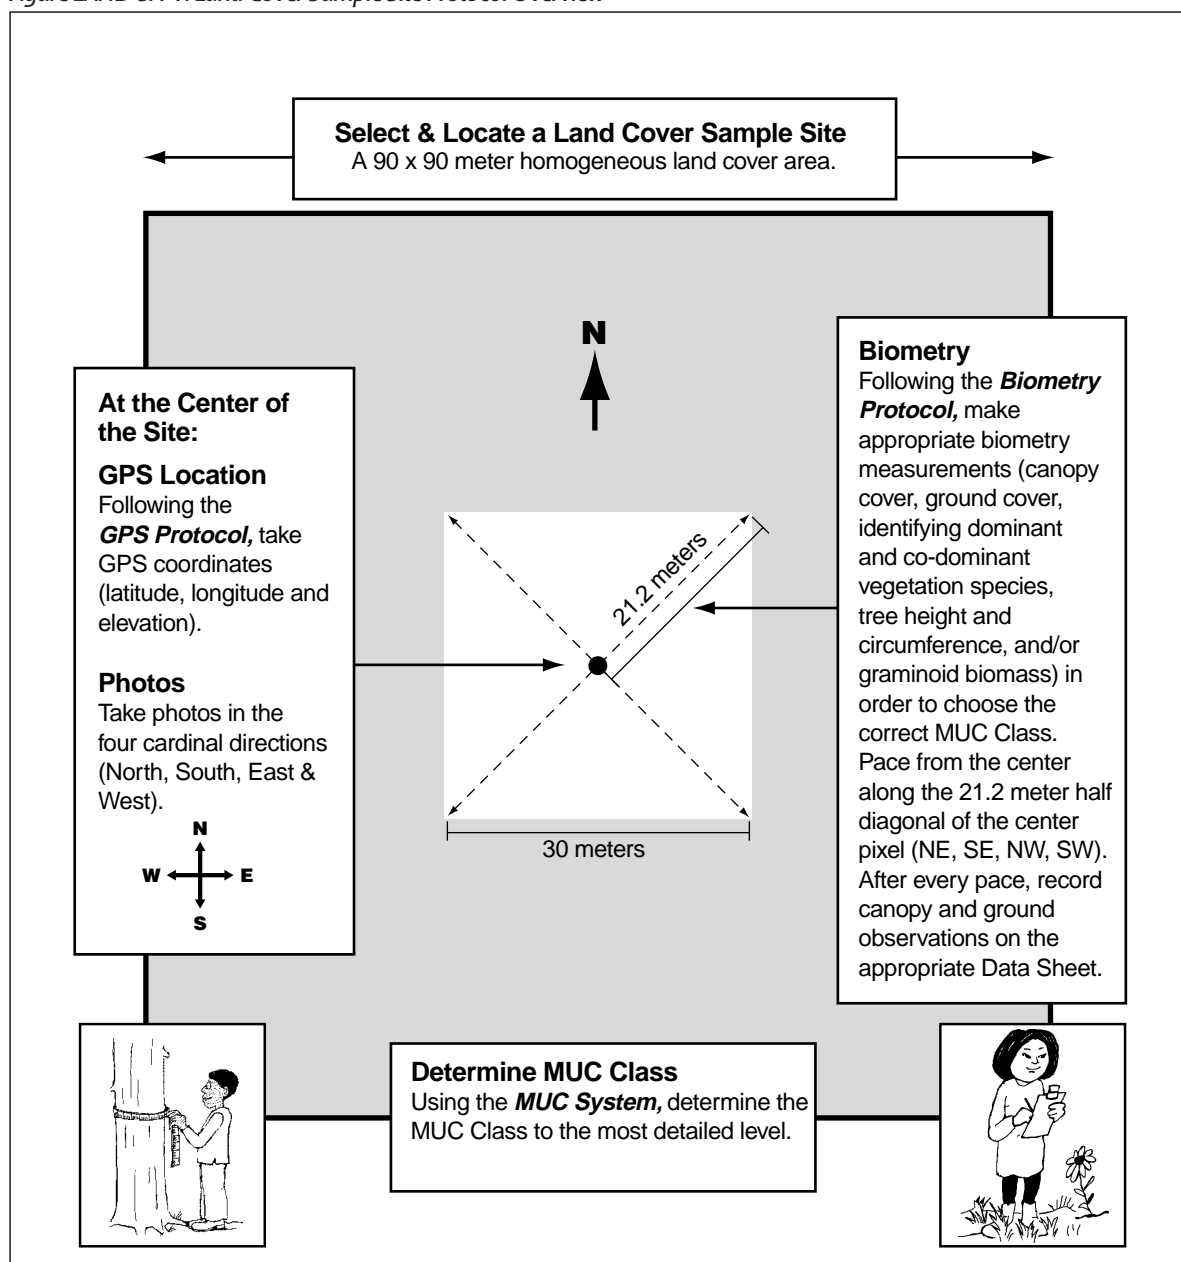 Select & Locate a Land Cover Sample Site
A 90 x 90 meter homogeneous land cover area.
N
At the Center of
the Site:
GPS Location
Following the
GPS Protocol, take
GPS coordinates
(latitude, longitude and
elevation).
Photos
Take photos in the
four cardinal directions
(North, South, East &
West).
N
W E
S
21.2 meters
30 meters
Biometry
Following the Biometry
Protocol, make
appropriate biometry
measurements (canopy
cover, ground cover,
identifying dominant
and co-dominant
vegetation species,
tree height and
circumference, and/or
graminoid biomass) in
order to choose the
correct MUC Class.
Pace from the center
along the 21.2 meter half
diagonal of the center
pixel (NE, SE, NW, SW).
After every pace, record
canopy and ground
observations on the
appropriate Data Sheet.
Determine MUC Class
Using the MUC System, determine the
MUC Class to the most detailed level.